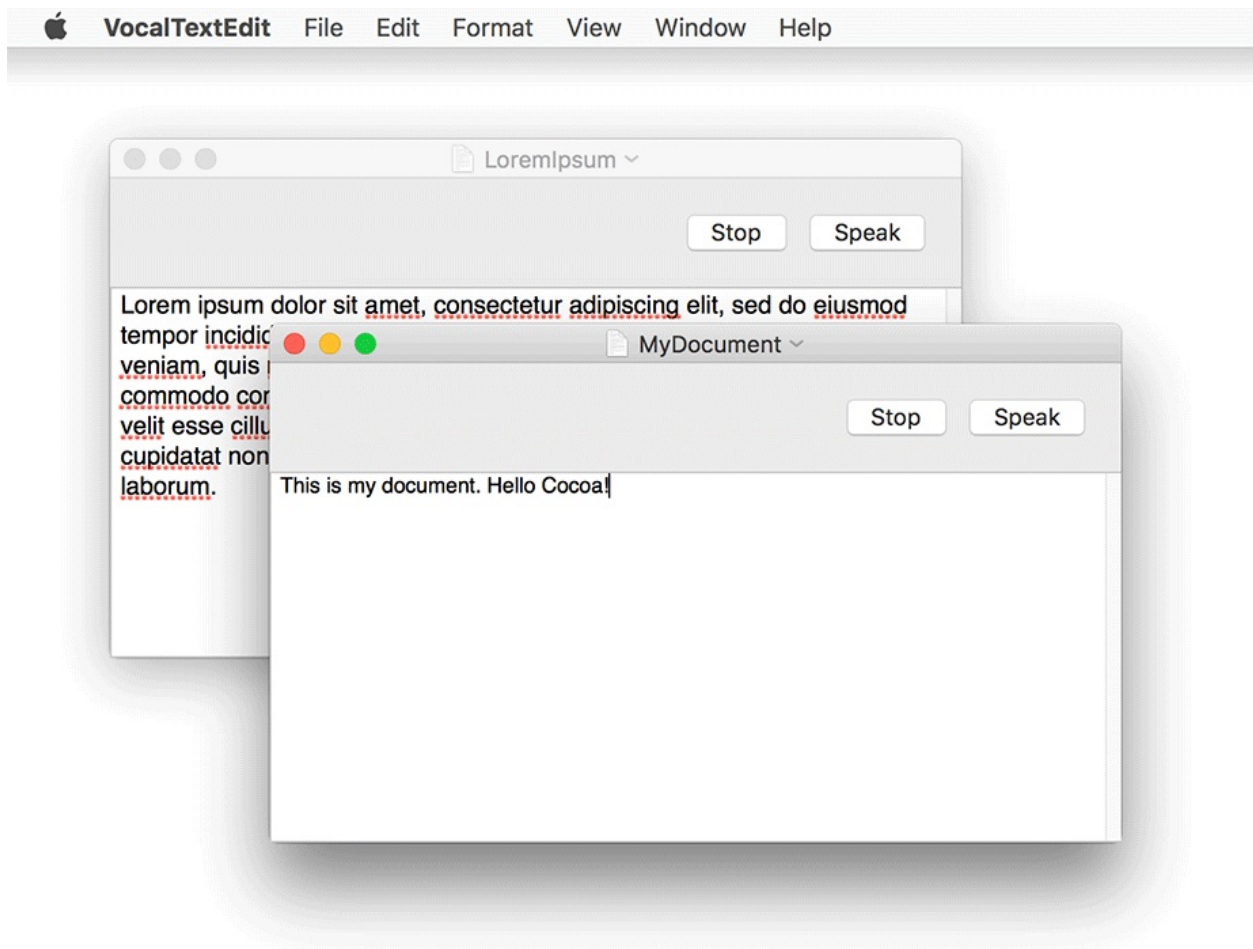 VocalTextEdit File Edit Format View Window Help
LoremIpsum
Stop Speak
Lorem ipsum dolor sit amet, consectetur adipiscing elit, sed do eiusmod
tempor
veniam, quis
commodo
velit esse
cupidatat non
laborum.
MyDocument
Stop Speak
This is my document. Hello Cocoa!